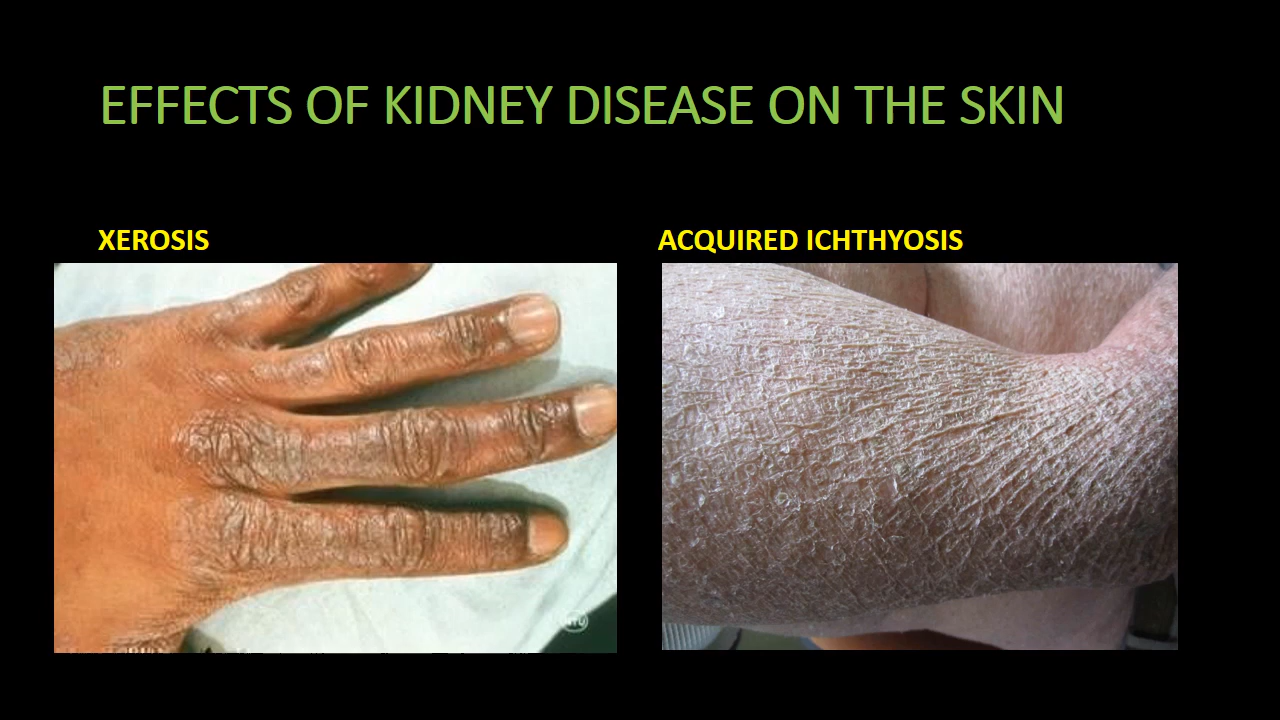 EFFECTS OF KIDNEY DISEASE ON THE SKIN
XEROSIS
ACQUIRED ICHTHYOSIS